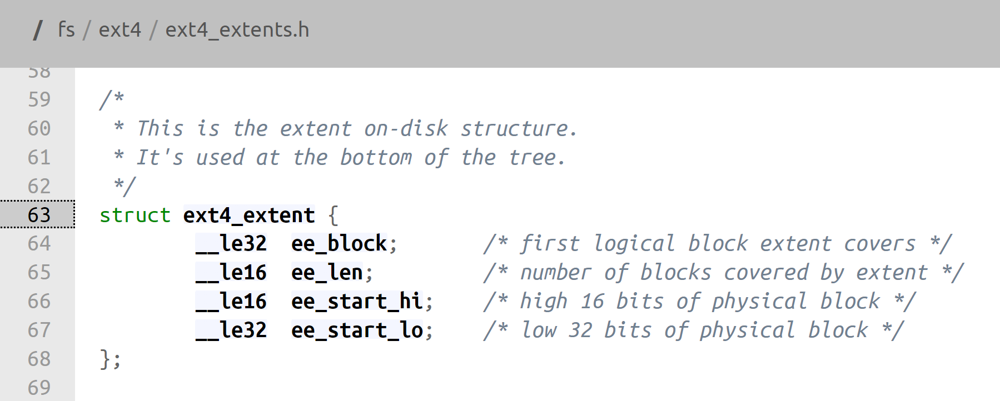 / fs / ext4 / ext4_extents.h
58
59 /*
60  * This is the extent on-disk structure.
61  * It's used at the bottom of the tree.
62  */
63 struct ext4_extent {
64         __le32  ee_block;       /* first logical block extent covers */
65         __le16  ee_len;         /* number of blocks covered by extent */
66         __le16  ee_start_hi;    /* high 16 bits of physical block */
67         __le32  ee_start_lo;    /* low 32 bits of physical block */
68 };
69